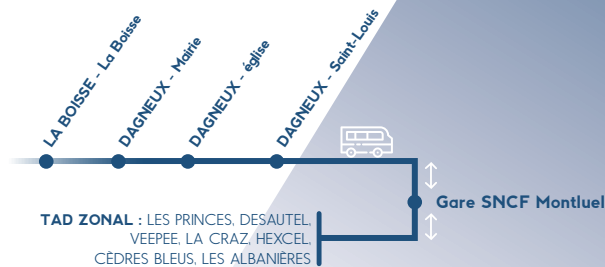 LA BOISSE - La Boisse
DAGNEUX - Mairie
DAGNEUX - église
DAGNEUX - Saint-Louis
Gare SNCF Montluel
TAD ZONAL : LES PRINCES, DESAUTEL,
VEEPEE, LA CRAZ, HEXCEL,
CÈDRES BLEUS, LES ALBANIÈRES